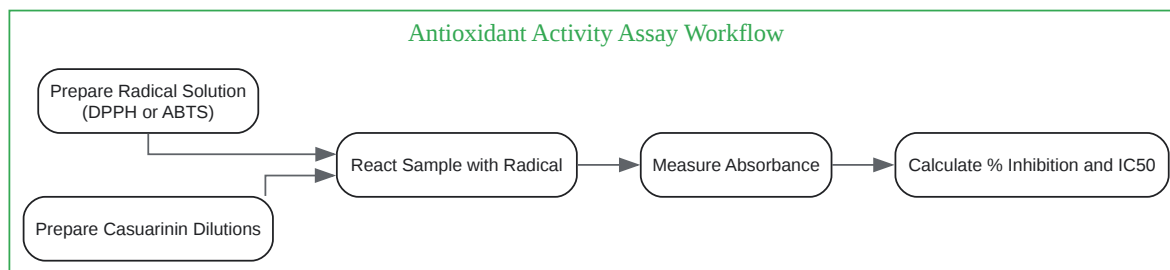 Antioxidant Activity Assay Workflow
Prepare Radical Solution
(DPPH or ABTS)
React Sample with Radical
Measure Absorbance
Calculate % Inhibition and IC50
Prepare Casuarinin Dilutions